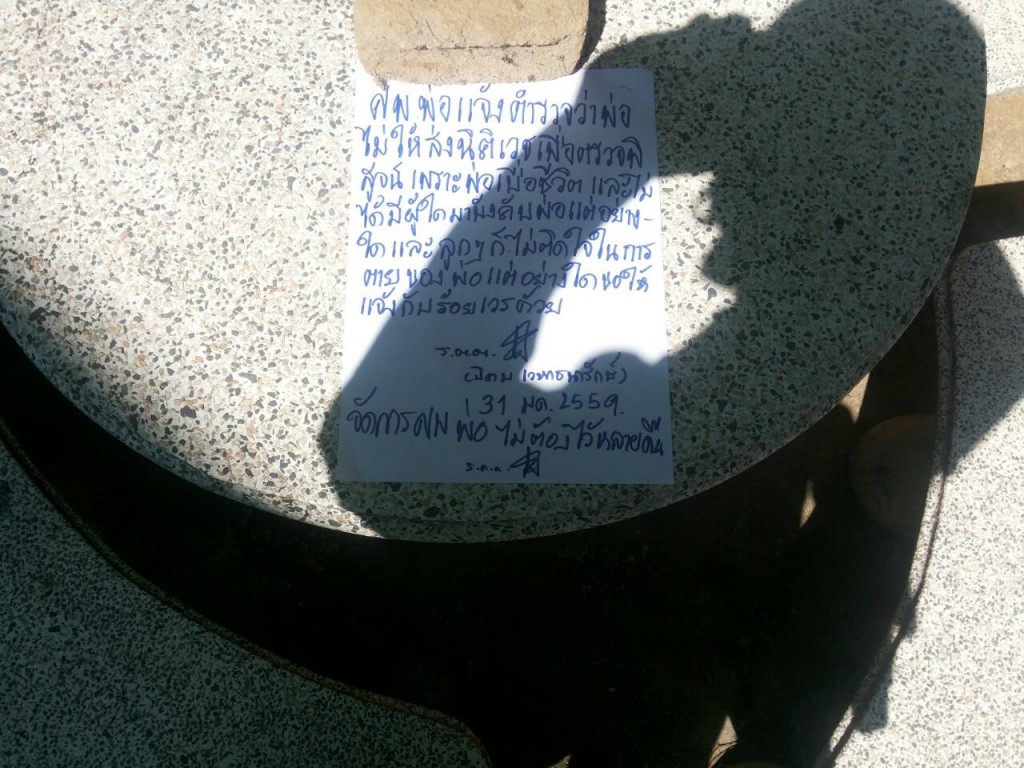 ศพพ่อแจ้งตำรวจว่าพ่อ
ไม่ให้ส่งนิติเวชเพื่อตรวจพิ
สูจน์ เพราะพ่อเบื่อชีวิต และไม่
ได้มีผู้ใดมาบังคับพ่อแต่อย่าง-
ใด และลูกๆก็ไม่ติดใจในการ
ตายของพ่อแต่อย่างใด ขอให้
แจ้งกับร้อยเวรด้วย
ร.ต.ต.
31 มค. 2559.
จัดการศพพ่อไม่ต้องไว้หลายคืน
ร.ต.ต.